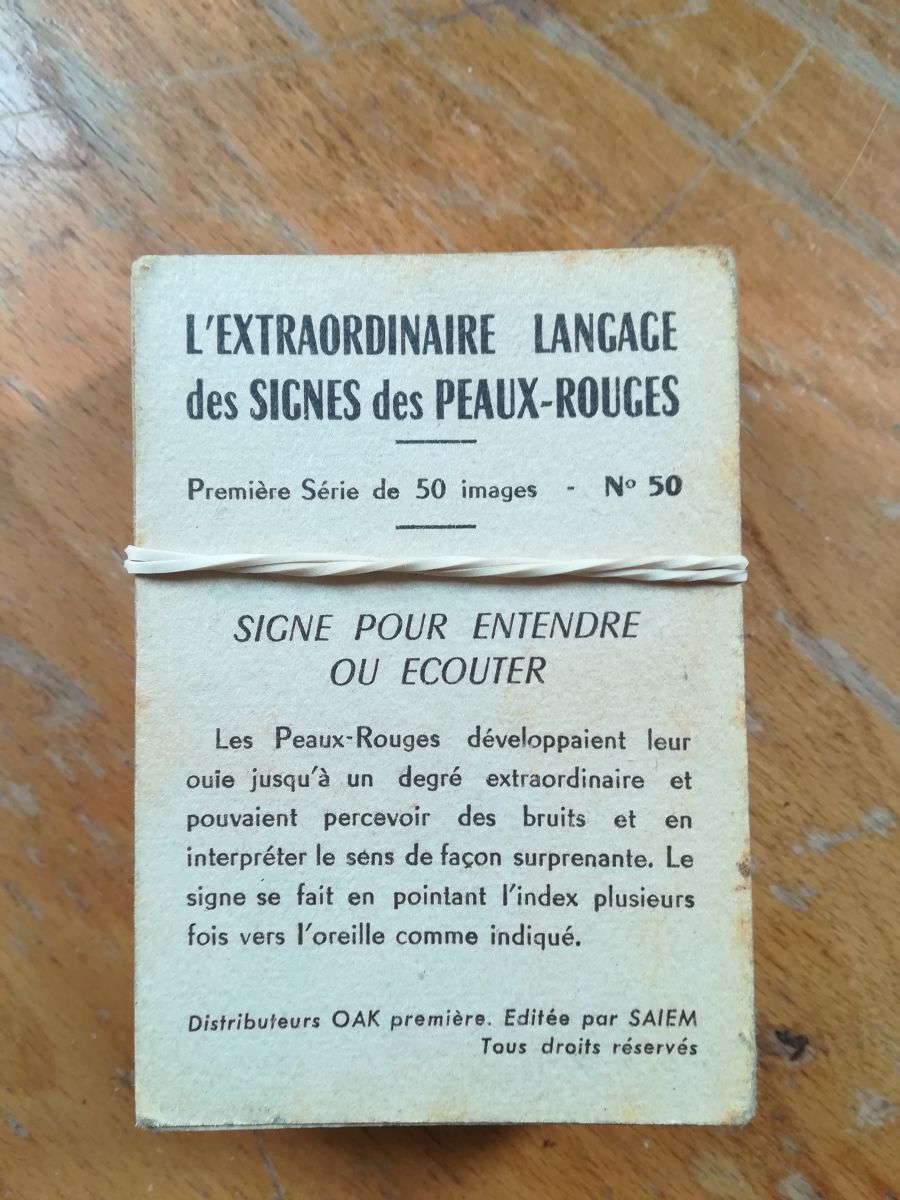 L'EXTRAORDINAIRE LANGAGE
des SIGNES des PEAUX-ROUGES
Première Série de 50 images - Nº 50
SIGNE POUR ENTENDRE
OU ECOUTER
Les Peaux-Rouges développaient leur
ouie jusqu'à un degré extraordinaire et
pouvaient percevoir des bruits et en
interpréter le sens de façon surprenante. Le
signe se fait en pointant l'index plusieurs
fois vers l'oreille comme indiqué.
Distributeurs OAK première. Editée par SAIEM
Tous droits réservés